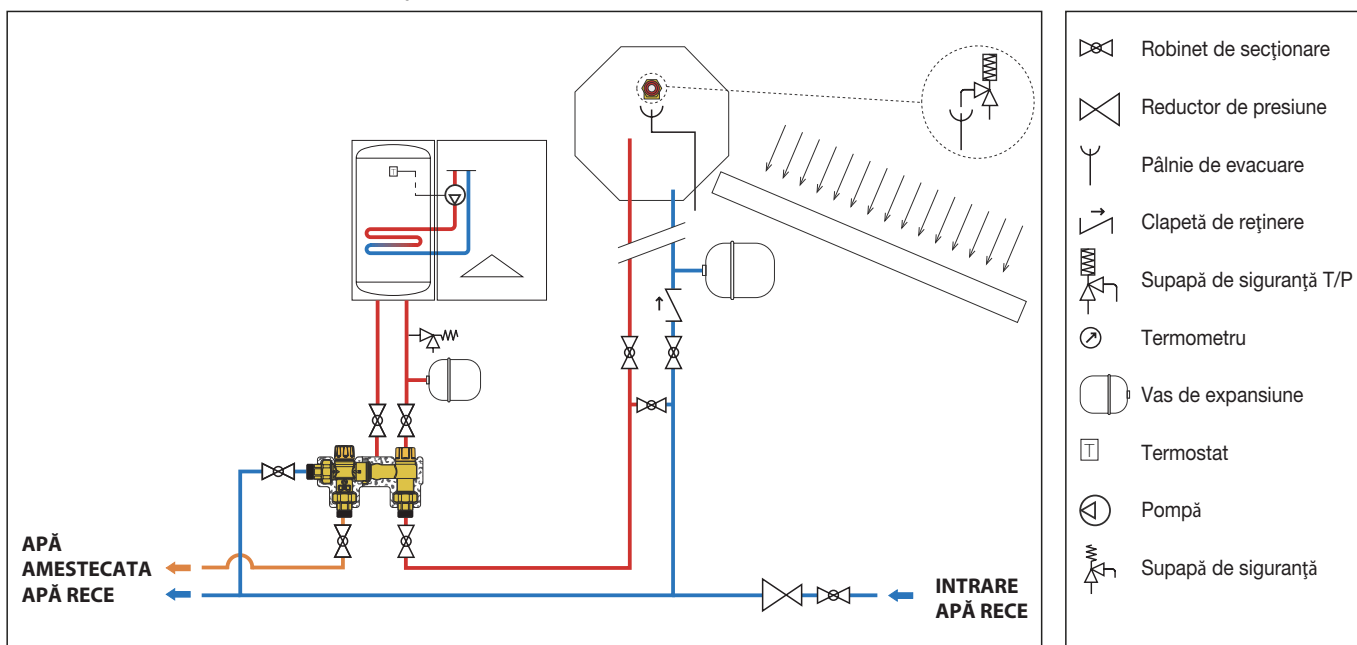 T
APĂ
AMESTECATA
APĂ RECE
INTRARE
APĂ RECE
Robinet de secţionare
Reductor de presiune
Pâlnie de evacuare
Clapetă de reţinere
Supapă de siguranţă T/P
Termometru
Vas de expansiune
T
Termostat
Pompă
Supapă de siguranţă